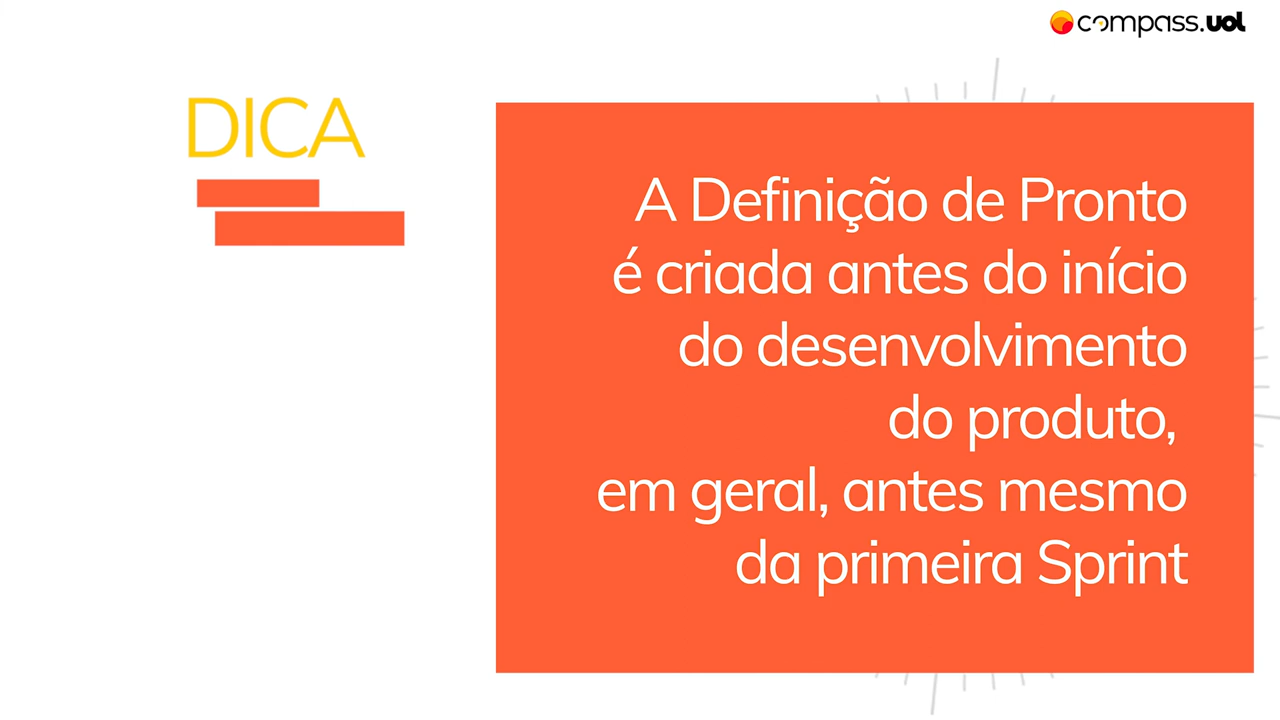 compass.uol
DICA
A Definição de Pronto
é criada antes do início
do desenvolvimento
do produto,
em geral, antes mesmo
da primeira Sprint